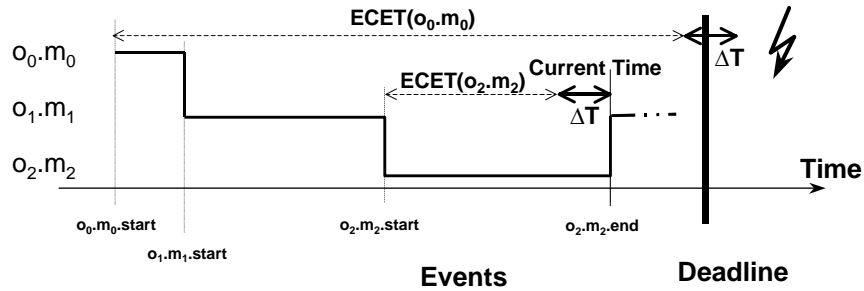 ECET(o₀.m₀)
o₀.m₀
ΔT
ECET(o₂.m₂)
Current Time
o₁.m₁
ΔT
o₂.m₂
Time
o₀.m₀.start
o₂.m₂.start
o₂.m₂.end
o₁.m₁.start
Events
Deadline